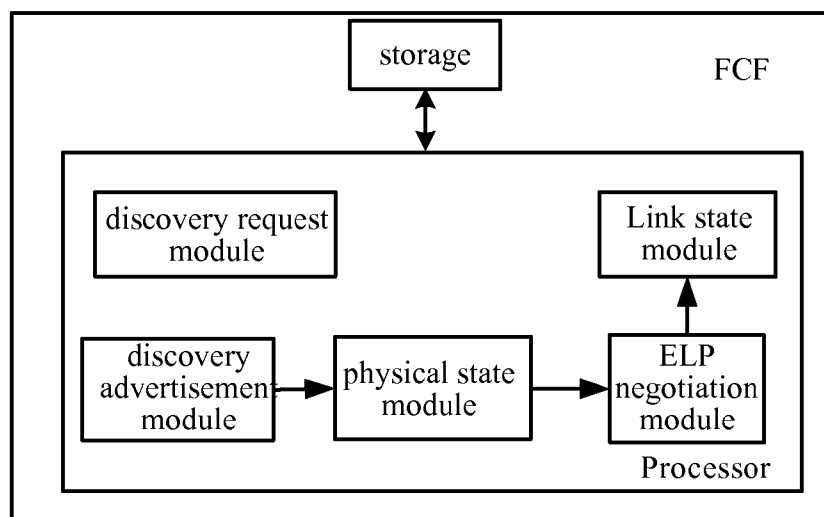 storage
FCF
discovery request
module
Link state
module
discovery
advertisement
module
physical state
module
ELP
negotiation
module
Processor